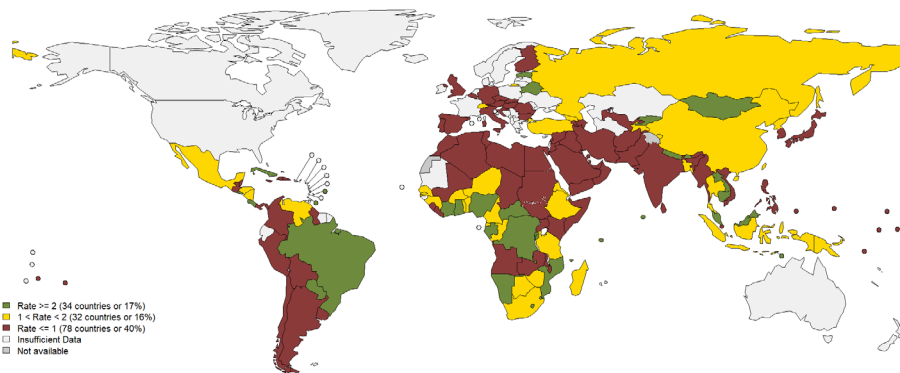 Rate >= 2 (34 countries or 17%)
1 < Rate < 2 (32 countries or 16%)
Rate <= 1 (78 countries or 40%)
Insufficient Data
Not available